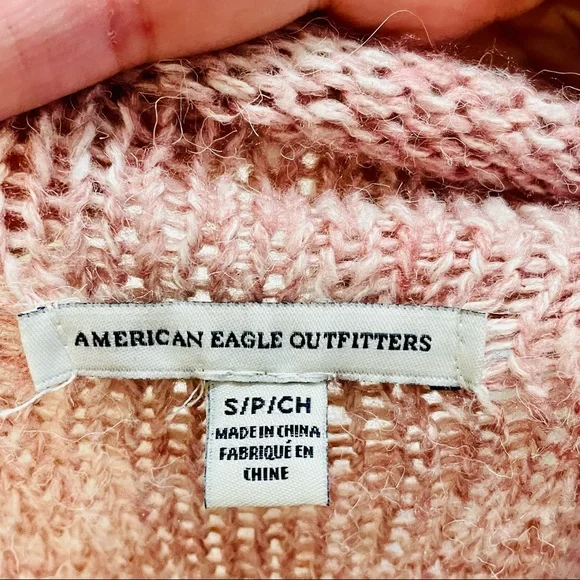 AMERICAN EAGLE OUTFITTERS
S/P/CH
MADE IN CHINA
FABRIQUÉ EN
CHINE